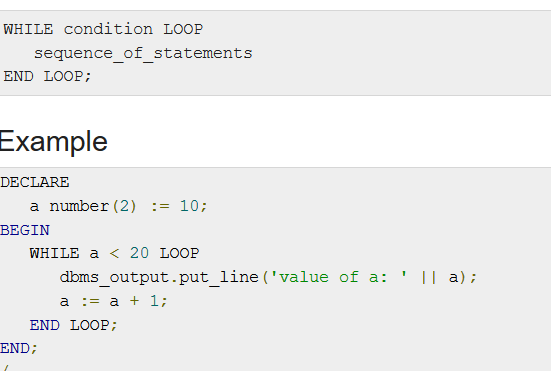 WHILE condition LOOP
   sequence_of_statements
END LOOP;
Example
DECLARE
   a number(2) := 10;
BEGIN
   WHILE a < 20 LOOP
      dbms_output.put_line('value of a: ' || a);
      a := a + 1;
   END LOOP;
END;
/